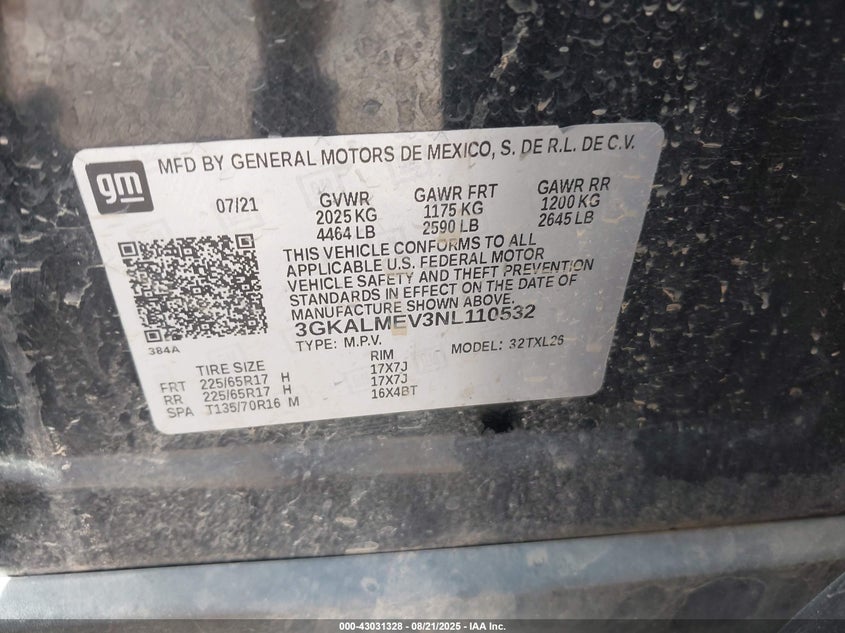 gm
MFD BY GENERAL MOTORS DE MEXICO, S. DE R.L. DE C.V.
07/21 GVWR GAWR FRT GAWR RR
2025 KG 1175 KG 1200 KG
4464 LB 2590 LB 2645 LB
THIS VEHICLE CONFORMS TO ALL
APPLICABLE U.S. FEDERAL MOTOR
VEHICLE SAFETY AND THEFT PREVENTION
STANDARDS IN EFFECT ON THE DATE OF
MANUFACTURE SHOWN ABOVE.
3GKALMEV3NL110532
384A TYPE: M.P.V. MODEL: 32TXL26
TIRE SIZE RIM
FRT 225/65R17 H 17X7J
RR 225/65R17 H 17X7J
SPA T135/70R16 M 16X4BT
000-43031328 - 08/21/2025 - IAA Inc.